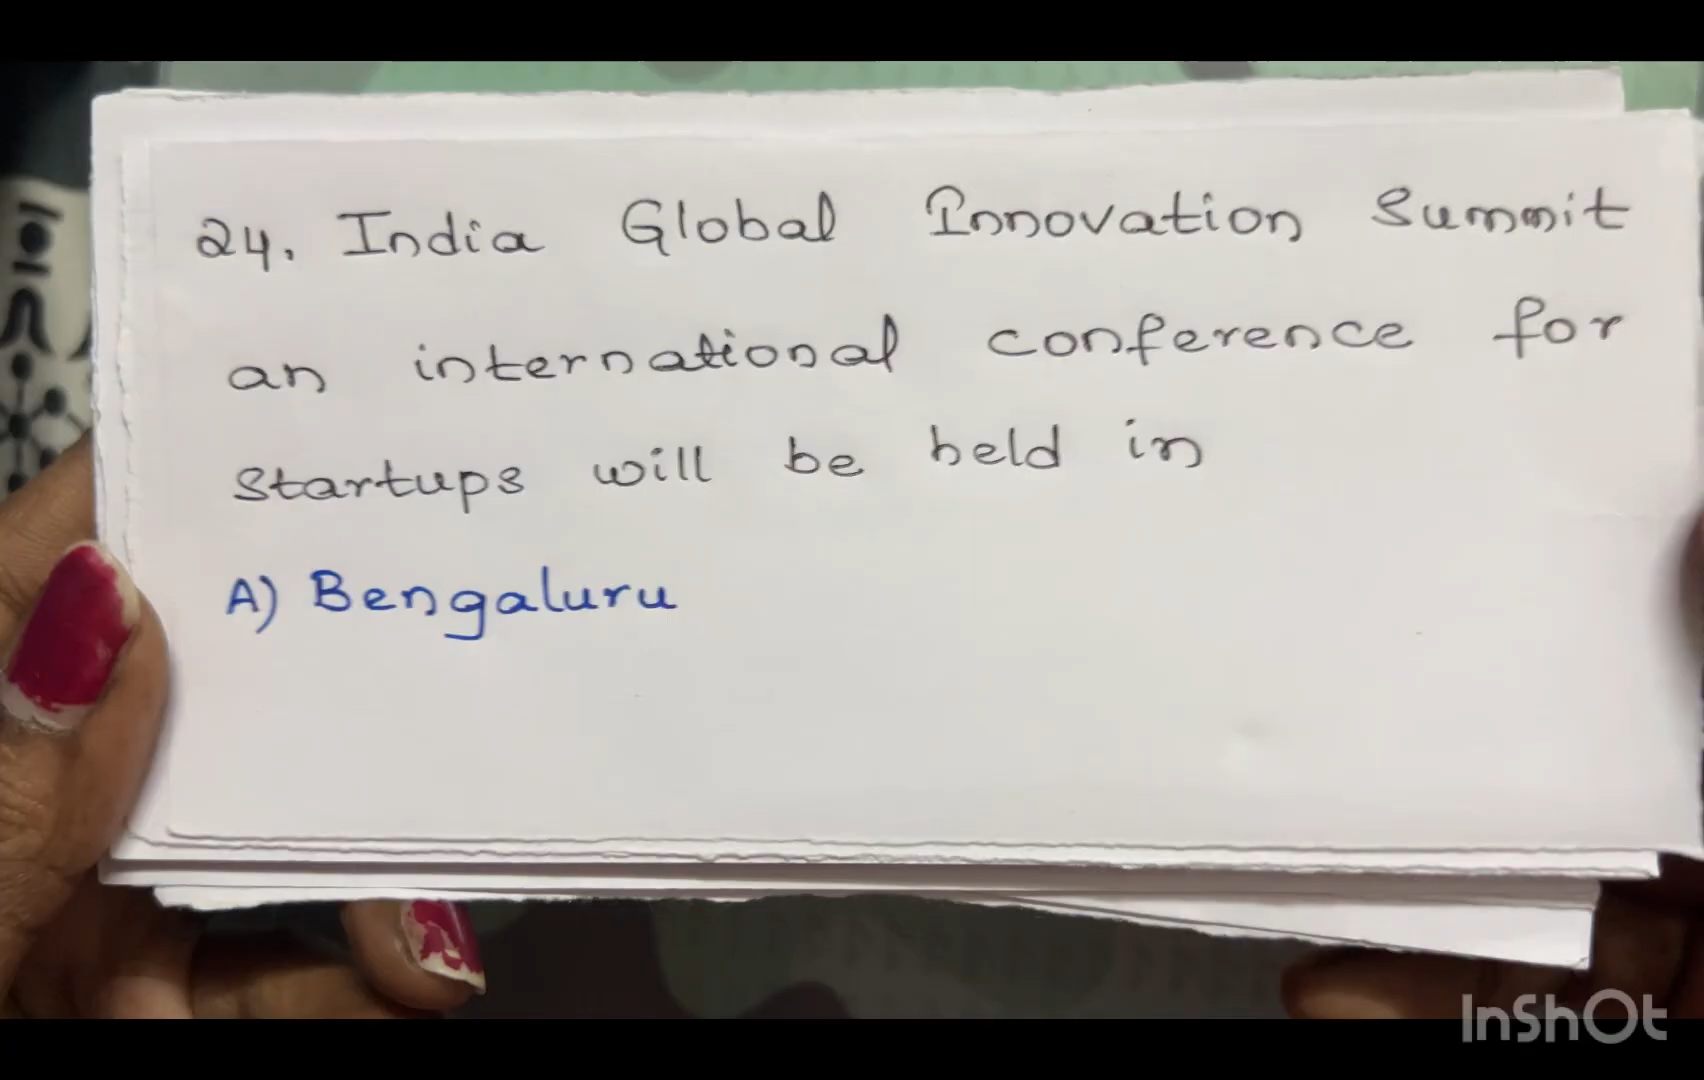 24. India Global Innovation Summit
an international conference for
startups will be held in
A) Bengaluru
InShOt